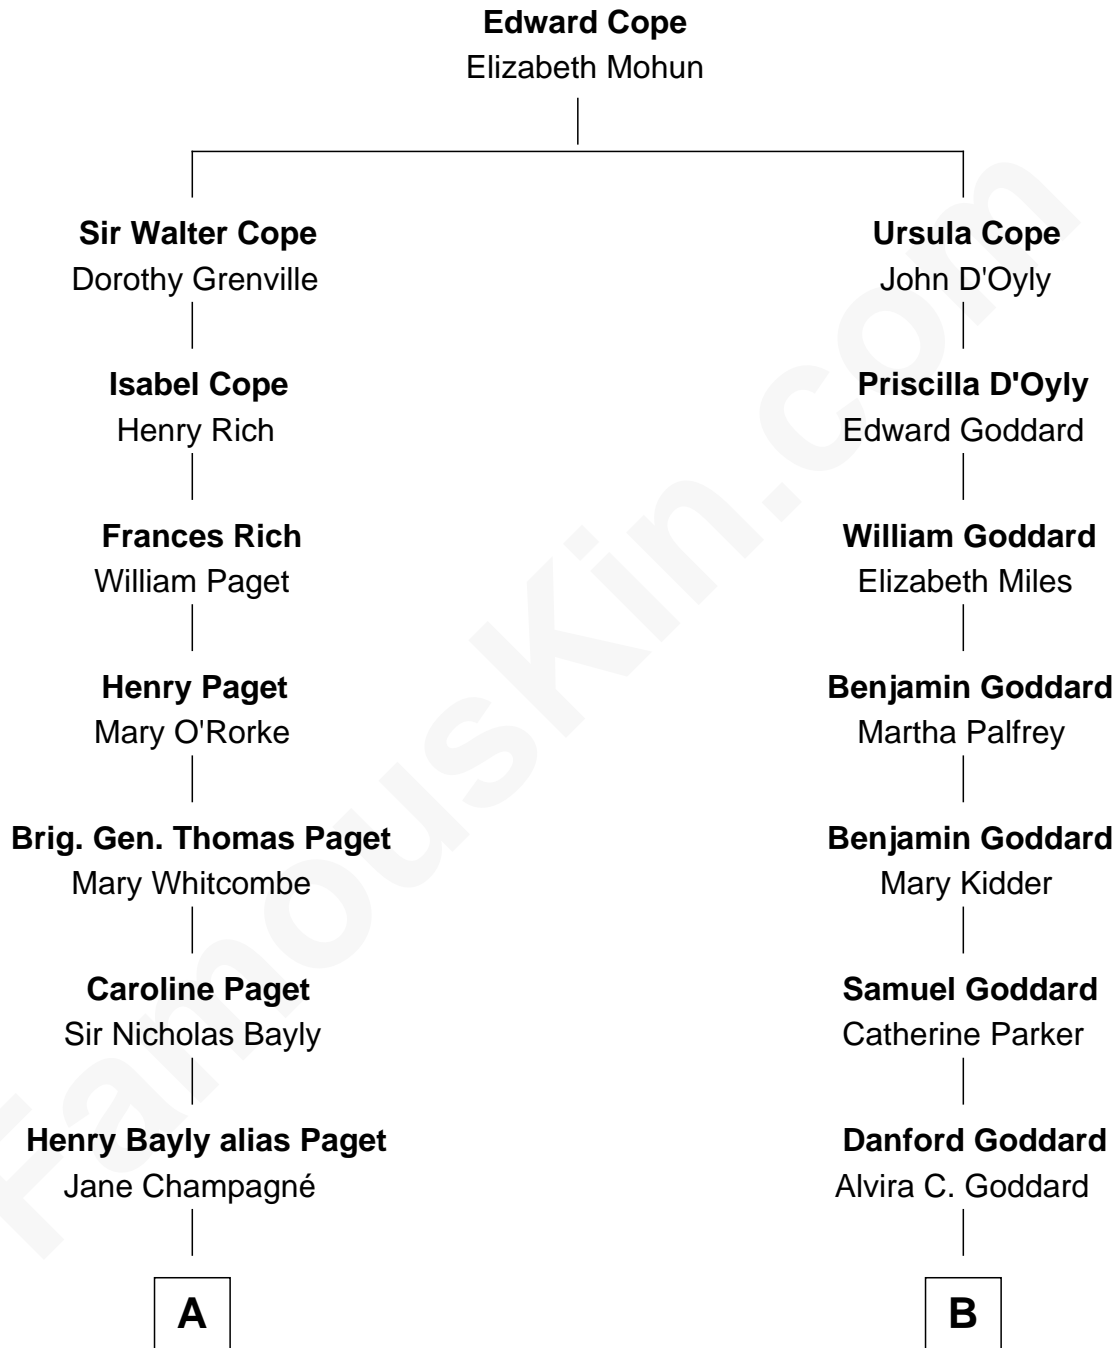 Edward Cope
Elizabeth Mohun
Sir Walter Cope
Dorothy Grenville
Ursula Cope
John D'Oyly
Isabel Cope
Henry Rich
Priscilla D'Oyly
Edward Goddard
Frances Rich
William Paget
William Goddard
Elizabeth Miles
Henry Paget
Mary O'Rorke
Benjamin Goddard
Martha Palfrey
Brig. Gen. Thomas Paget
Mary Whitcombe
Benjamin Goddard
Mary Kidder
Caroline Paget
Sir Nicholas Bayly
Samuel Goddard
Catherine Parker
Henry Bayly alias Paget
Jane Champagné
Danford Goddard
Alvira C. Goddard
A
B
FamousKin.com